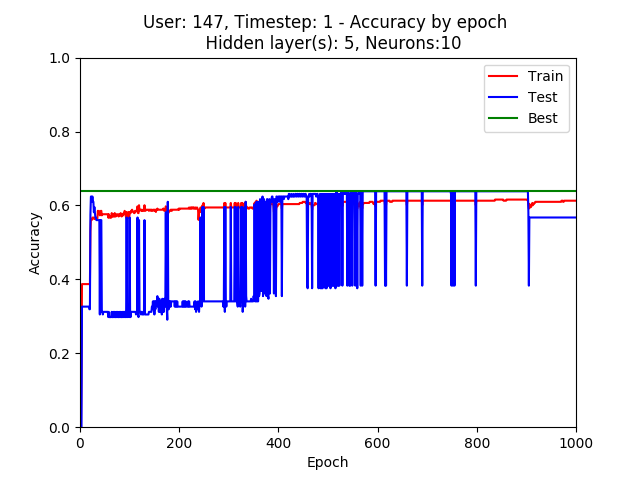 User: 147, Timestep: 1 - Accuracy by epoch
Hidden layer(s): 5, Neurons:10
Train
Test
Best
1.0
0.8
0.6
0.4
0.2
0.0
Accuracy
0
200
400
600
800
1000
Epoch